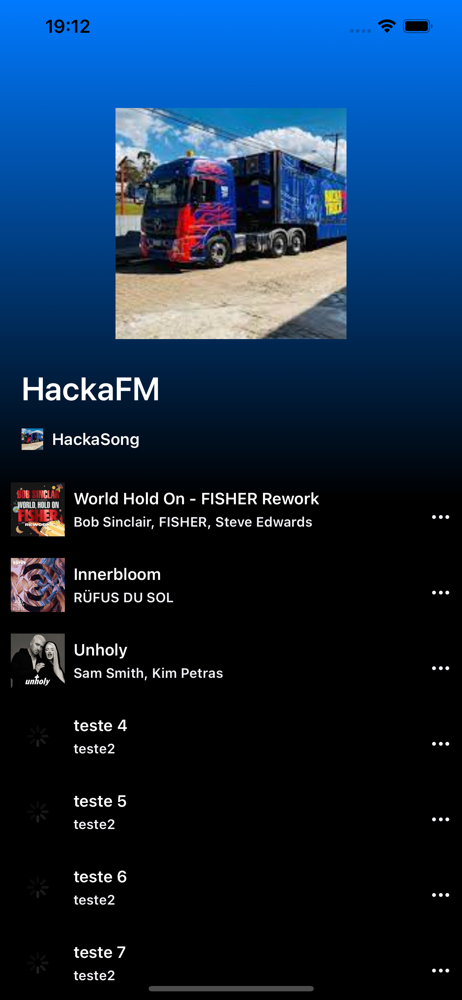 19:12
HackaFM
HackaSong
BOB SINCLAR
FT. STEVE EDWARDS
WORLD, HOLD ON
FISHER
REWORK
World Hold On - FISHER Rework
Bob Sinclair, FISHER, Steve Edwards
RÜFÜS
WHAT
SO NOT
REMIX
Innerbloom
RÜFUS DU SOL
unholy
Unholy
Sam Smith, Kim Petras
teste 4
teste2
teste 5
teste2
teste 6
teste2
teste 7
teste2